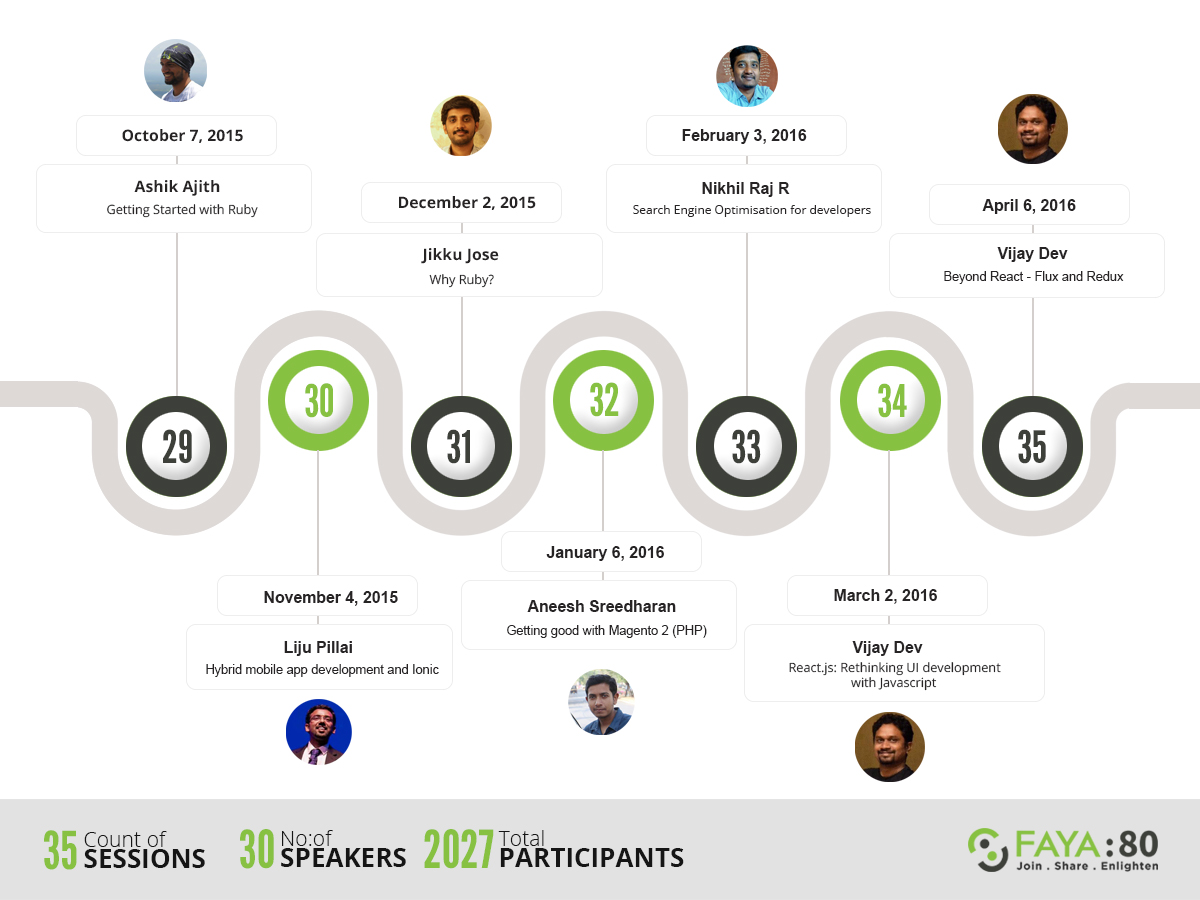 October 7, 2015
Ashik Ajith
Getting Started with Ruby
December 2, 2015
Jikku Jose
Why Ruby?
February 3, 2016
Nikhil Raj R
Search Engine Optimisation for developers
April 6, 2016
Vijay Dev
Beyond React - Flux and Redux
29
30
31
32
33
34
35
November 4, 2015
Liju Pillai
Hybrid mobile app development and Ionic
January 6, 2016
Aneesh Sreedharan
Getting good with Magento 2 (PHP)
March 2, 2016
Vijay Dev
React.js: Rethinking UI development
with Javascript
35 Count of
SESSIONS
30 No:of
SPEAKERS
2027 Total
PARTICIPANTS
FAYA:80
Join . Share . Enlighten